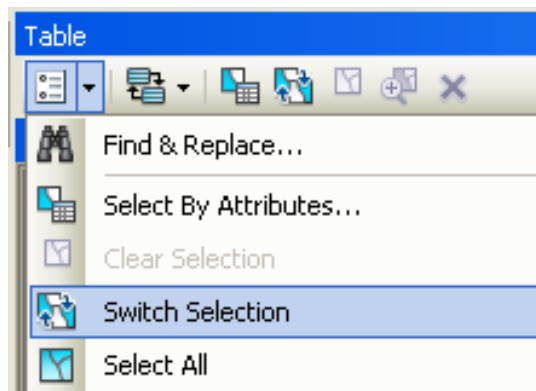 Table
Find & Replace...
Select By Attributes...
Clear Selection
Switch Selection
Select All